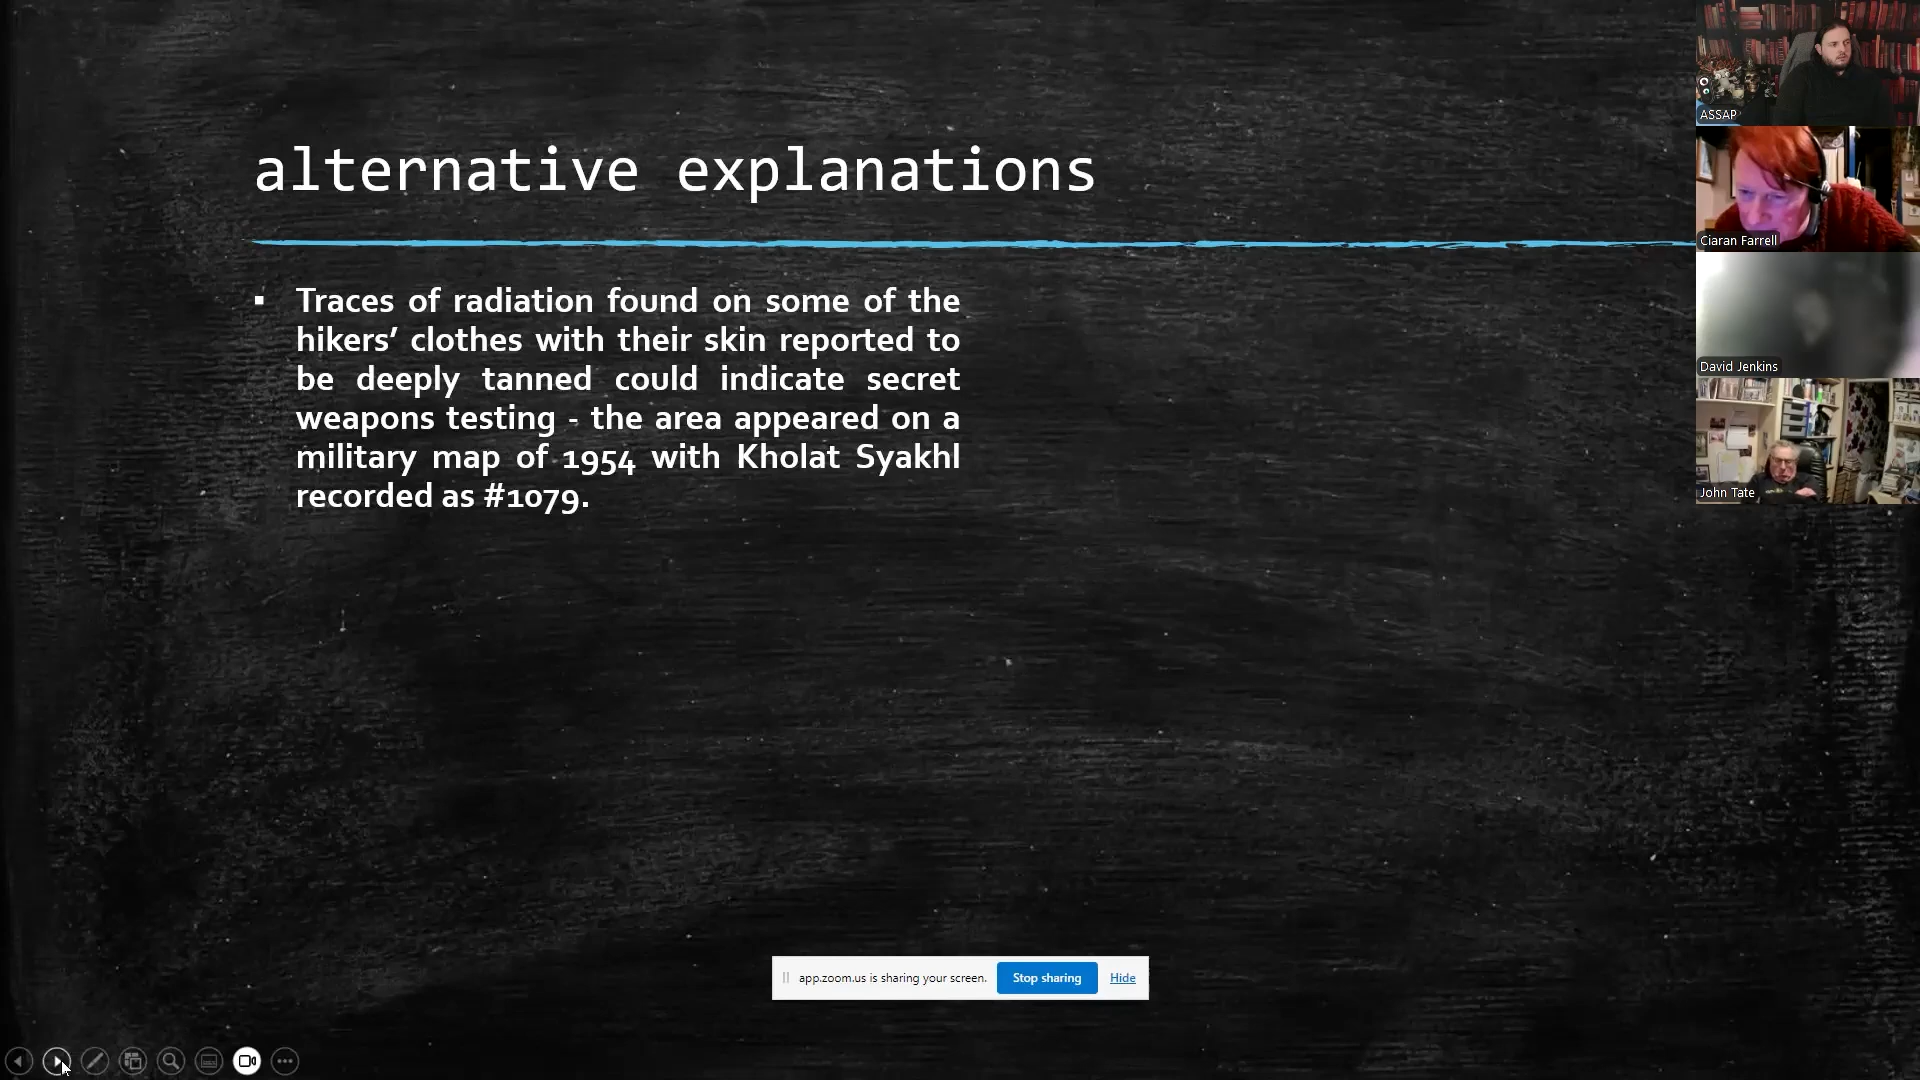 alternative explanations
▪ Traces of radiation found on some of the
hikers’ clothes with their skin reported to
be deeply tanned could indicate secret
weapons testing - the area appeared on a
military map of 1954 with Kholat Syakhl
recorded as #1079.
ASSAP
Ciaran Farrell
David Jenkins
John Tate
app.zoom.us is sharing your screen. Stop sharing Hide